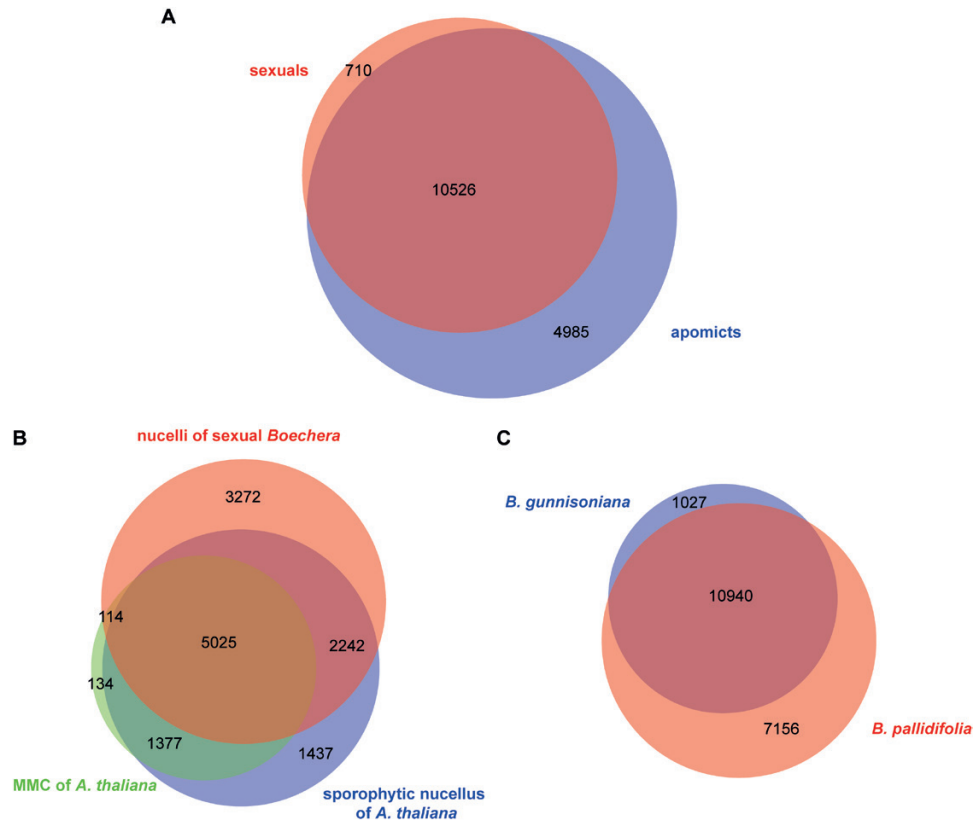 A
sexuals
710
10526
4985
apomicts
B
nucelli of sexual Boechera
3272
114
5025
2242
134
1377
1437
MMC of A. thaliana
sporophytic nucellus
of A. thaliana
C
B. gunnisoniana
1027
10940
7156
B. pallidifolia